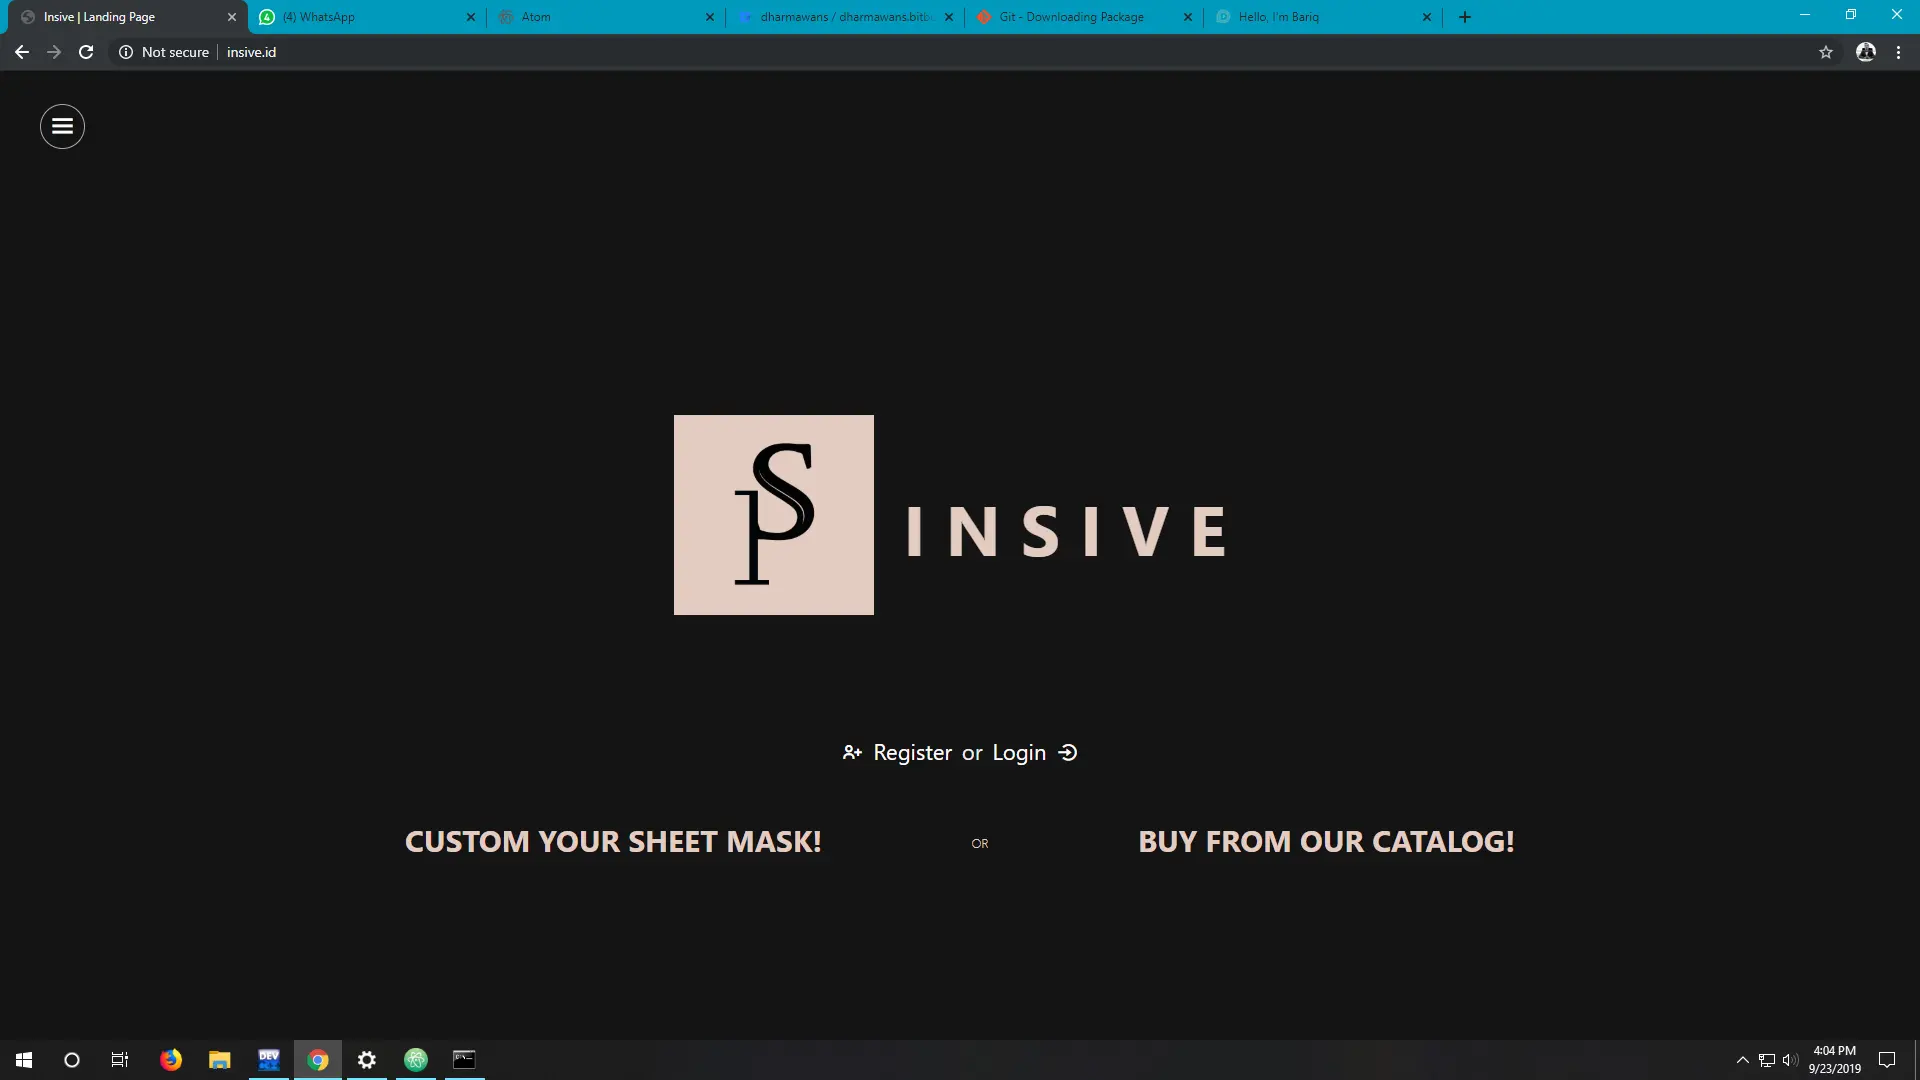 Insive | Landing Page
(4) WhatsApp
Atom
dharmawans / dharmawans.bitb
Git - Downloading Package
Hello, I'm Bariq
Not secure
insive.id
INSIVE
Register or Login
CUSTOM YOUR SHEET MASK!
OR
BUY FROM OUR CATALOG!
DEV
4:04 PM
9/23/2019